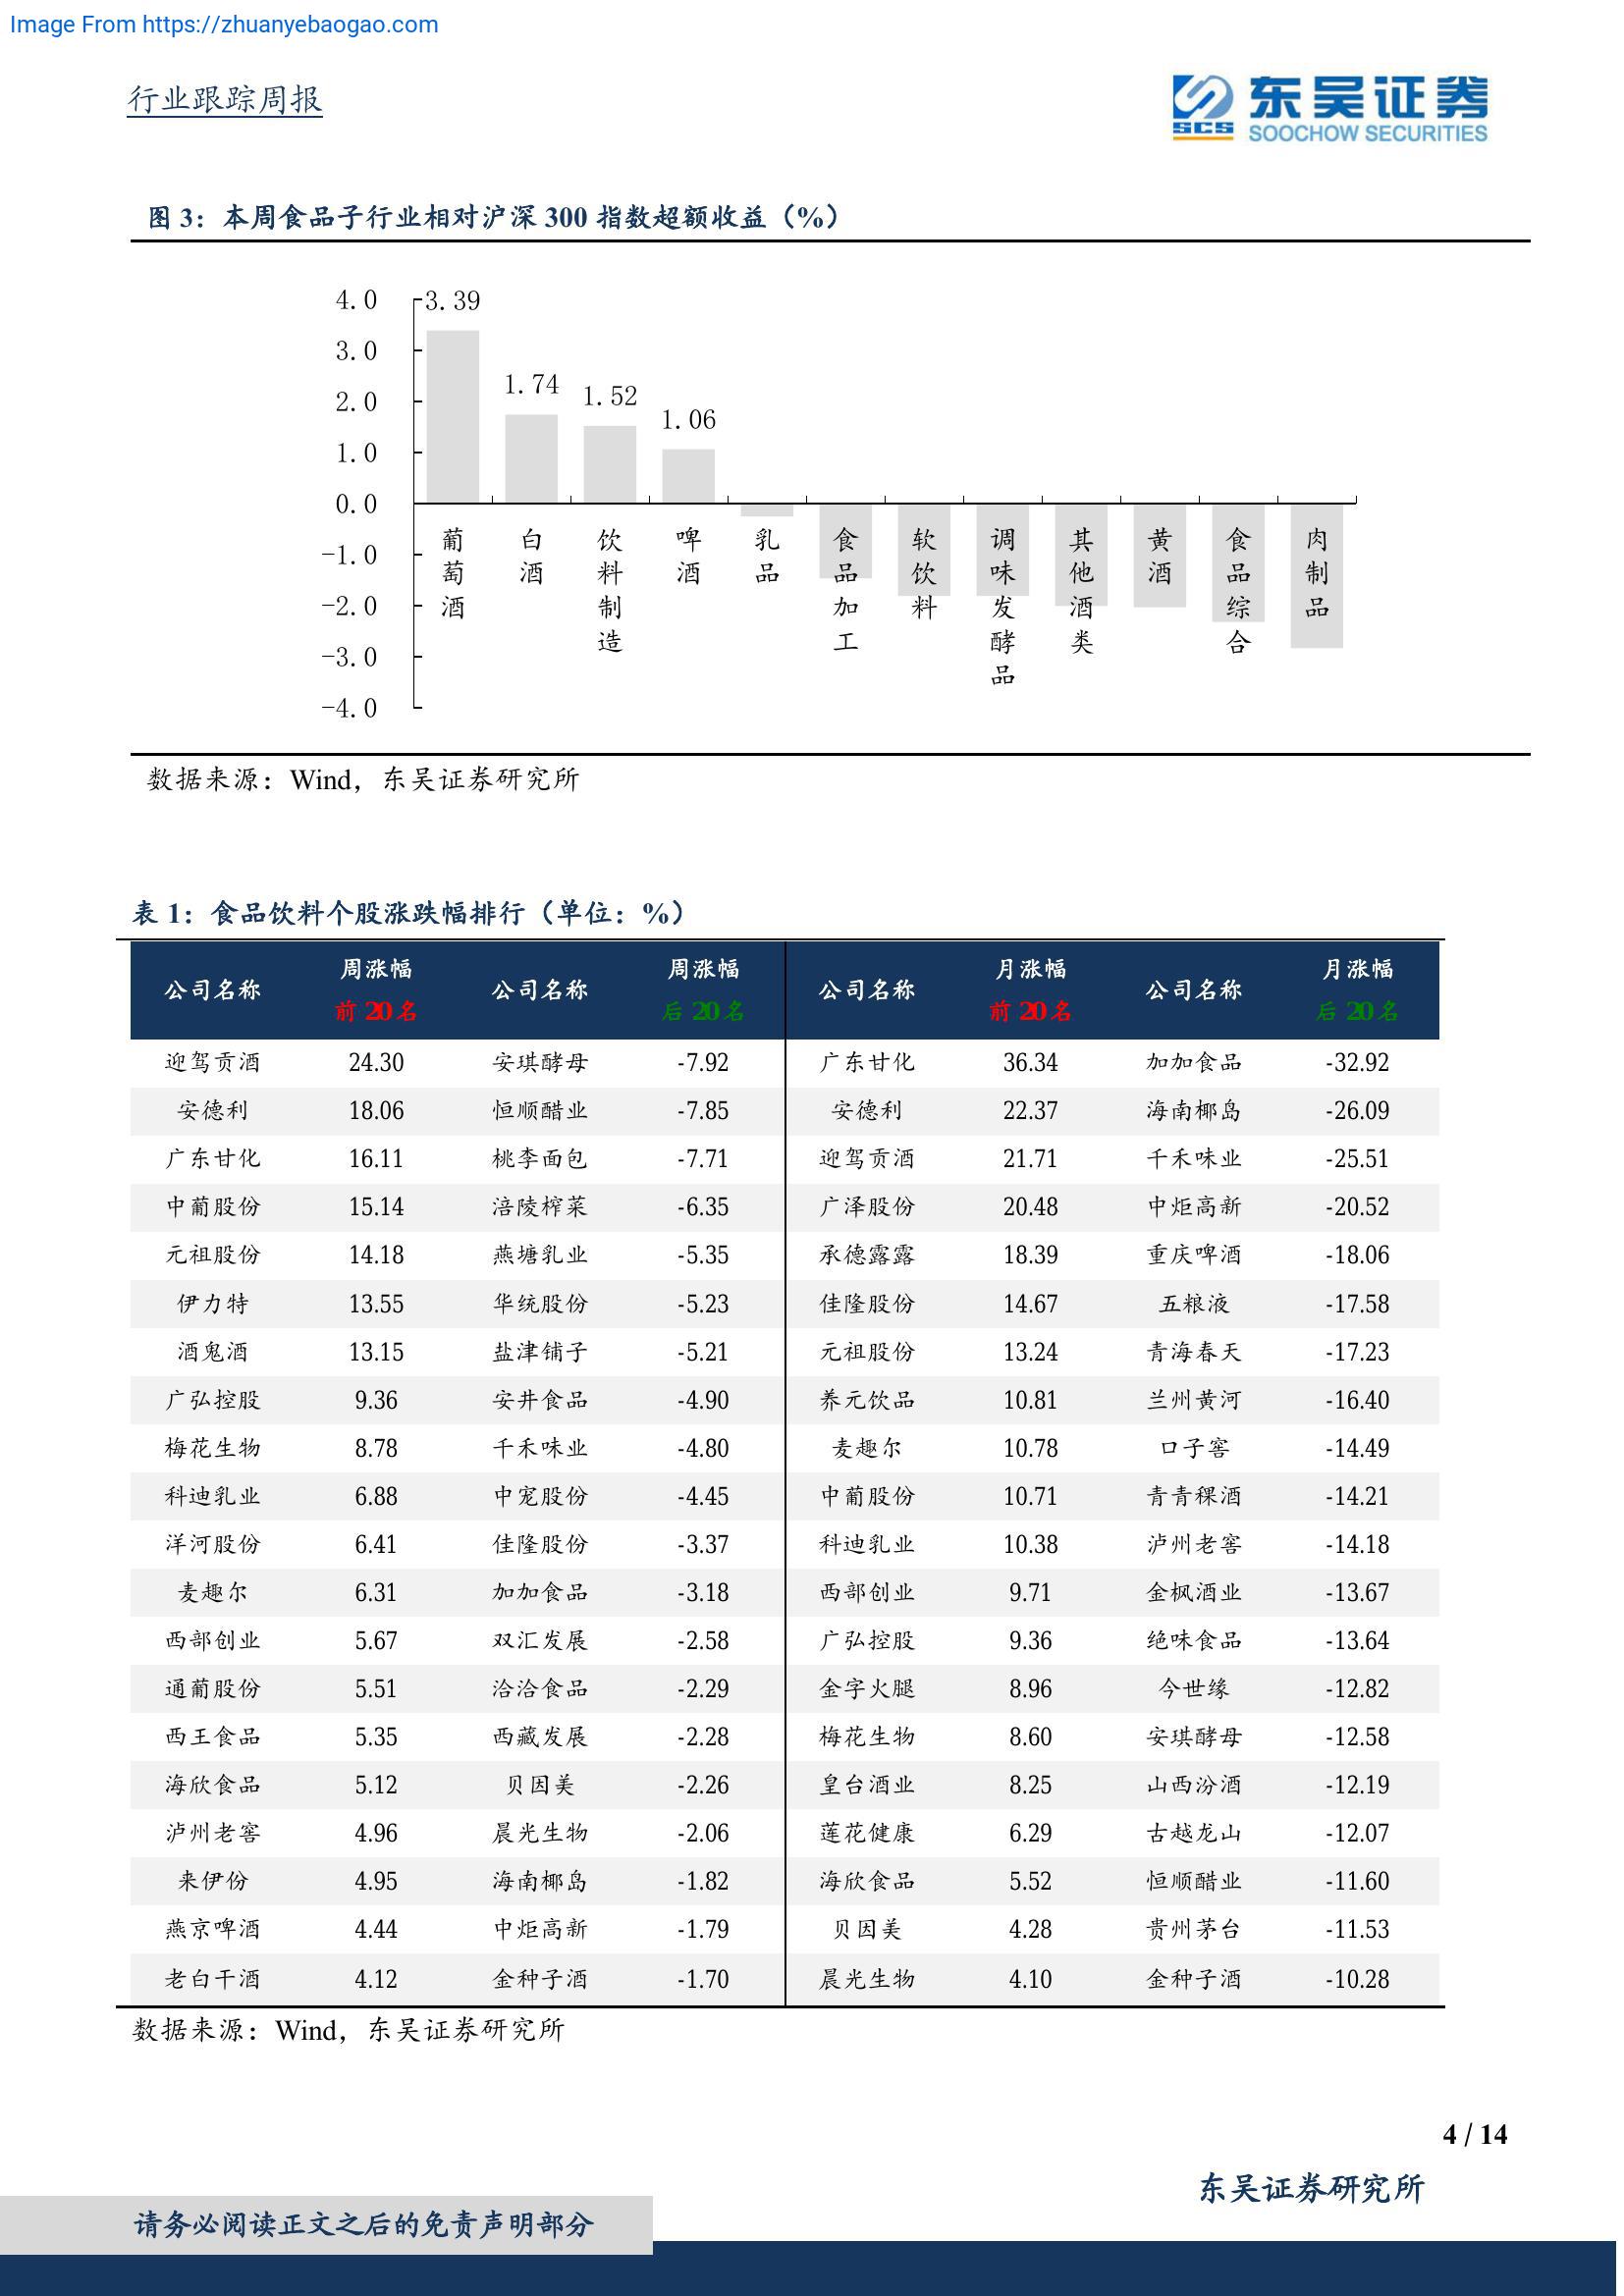 Image From https://zhuanyebaogao.com
行业跟踪周报
东吴证券
SCS
SOOCHOW SECURITIES
图 3：本周食品子行业相对沪深 300 指数超额收益（%）
4.0
3.0
2.0
1.0
0.0
-1.0
-2.0
-3.0
-4.0
3.39
1.74
1.52
1.06
葡萄酒
白酒
饮料制造
啤酒
乳品
食品加工
软饮料
调味发酵品
其他酒类
黄酒
食品综合
肉制品
数据来源：Wind，东吴证券研究所
表 1：食品饮料个股涨跌幅排行（单位：%）
公司名称 周涨幅前 20名 公司名称 周涨幅后 20名 公司名称 月涨幅前 20名 公司名称 月涨幅后 20名
迎驾贡酒 24.30 安琪酵母 -7.92 广东甘化 36.34 加加食品 -32.92
安德利 18.06 恒顺醋业 -7.85 安德利 22.37 海南椰岛 -26.09
广东甘化 16.11 桃李面包 -7.71 迎驾贡酒 21.71 千禾味业 -25.51
中葡股份 15.14 涪陵榨菜 -6.35 广泽股份 20.48 中炬高新 -20.52
元祖股份 14.18 燕塘乳业 -5.35 承德露露 18.39 重庆啤酒 -18.06
伊力特 13.55 华统股份 -5.23 佳隆股份 14.67 五粮液 -17.58
酒鬼酒 13.15 盐津铺子 -5.21 元祖股份 13.24 青海春天 -17.23
广弘控股 9.36 安井食品 -4.90 养元饮品 10.81 兰州黄河 -16.40
梅花生物 8.78 千禾味业 -4.80 麦趣尔 10.78 口子窖 -14.49
科迪乳业 6.88 中宠股份 -4.45 中葡股份 10.71 青青稞酒 -14.21
洋河股份 6.41 佳隆股份 -3.37 科迪乳业 10.38 泸州老窖 -14.18
麦趣尔 6.31 加加食品 -3.18 西部创业 9.71 金枫酒业 -13.67
西部创业 5.67 双汇发展 -2.58 广弘控股 9.36 绝味食品 -13.64
通葡股份 5.51 洽洽食品 -2.29 金字火腿 8.96 今世缘 -12.82
西王食品 5.35 西藏发展 -2.28 梅花生物 8.60 安琪酵母 -12.58
海欣食品 5.12 贝因美 -2.26 皇台酒业 8.25 山西汾酒 -12.19
泸州老窖 4.96 晨光生物 -2.06 莲花健康 6.29 古越龙山 -12.07
来伊份 4.95 海南椰岛 -1.82 海欣食品 5.52 恒顺醋业 -11.60
燕京啤酒 4.44 中炬高新 -1.79 贝因美 4.28 贵州茅台 -11.53
老白干酒 4.12 金种子酒 -1.70 晨光生物 4.10 金种子酒 -10.28
数据来源：Wind，东吴证券研究所
4 / 14
东吴证券研究所
请务必阅读正文之后的免责声明部分